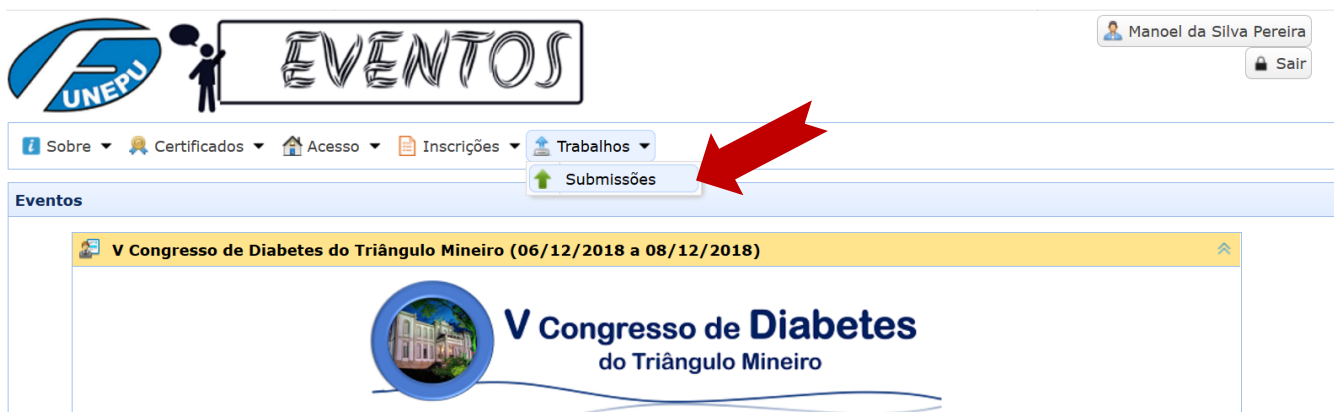 FUNEPU
EVENTOS
Manoel da Silva Pereira
Sair
Sobre
Certificados
Acesso
Inscrições
Trabalhos
Submissões
Eventos
V Congresso de Diabetes do Triângulo Mineiro (06/12/2018 a 08/12/2018)
V Congresso de Diabetes
do Triângulo Mineiro